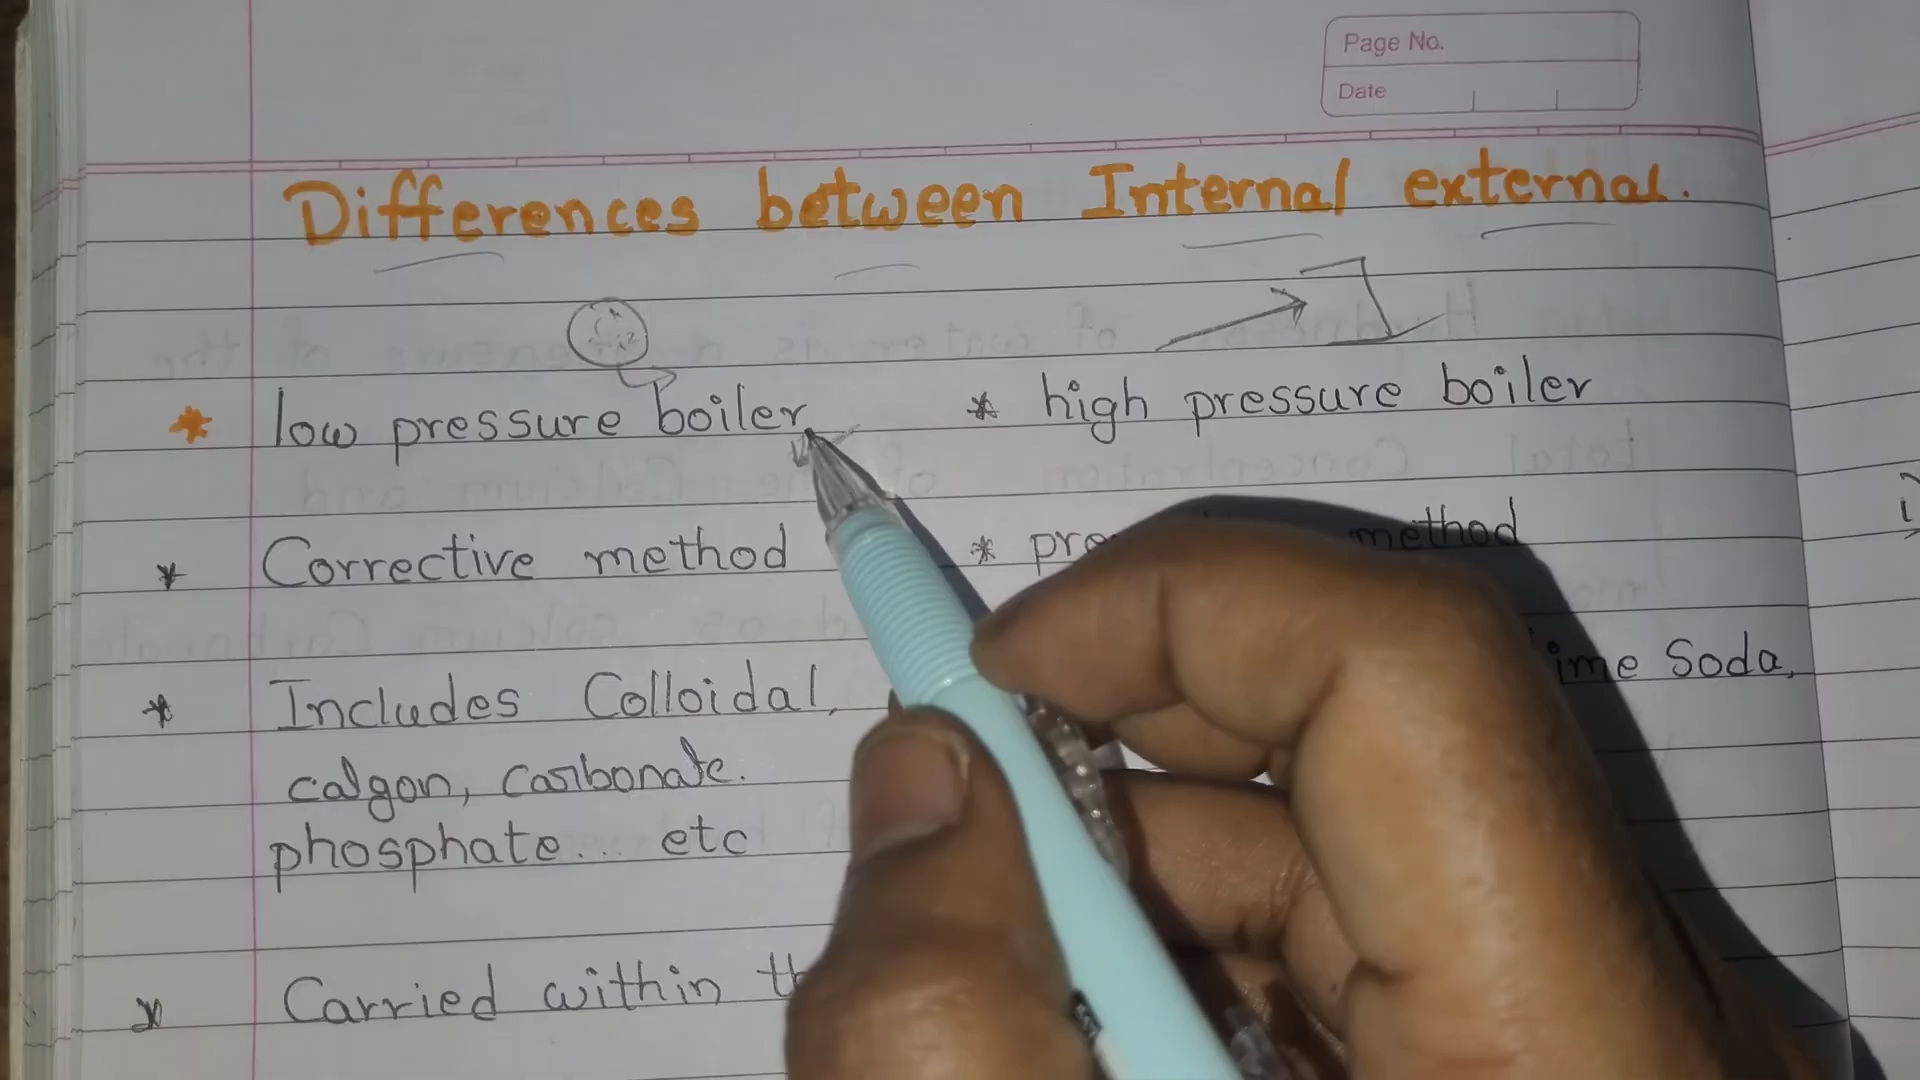 Page No.
Date
Differences between Internal external.
* low pressure boiler * high pressure boiler
* Corrective method * method
* Includes Colloidal, Soda,
calgon, carbonate.
phosphate... etc
* Carried within